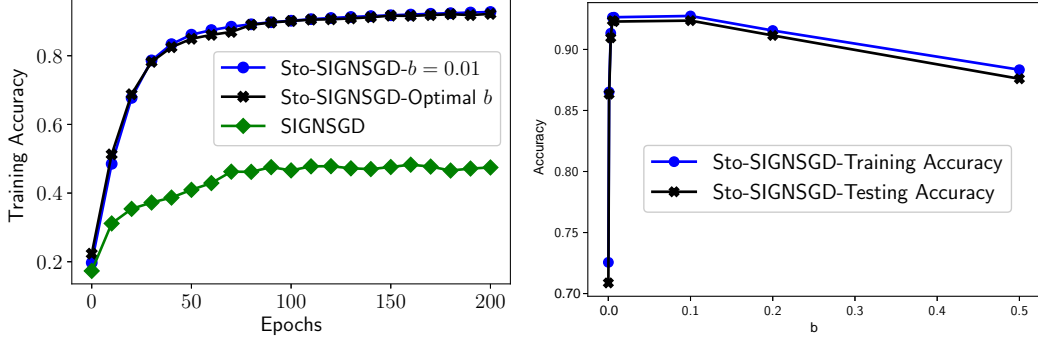 Training Accuracy
0.8
0.6
0.4
0.2
0
50
100
150
200
Epochs
Sto-SIGNSGD-b = 0.01
Sto-SIGNSGD-Optimal b
SIGNSGD
Accuracy
0.90
0.85
0.80
0.75
0.70
0.0
0.1
0.2
0.3
0.4
0.5
b
Sto-SIGNSGD-Training Accuracy
Sto-SIGNSGD-Testing Accuracy